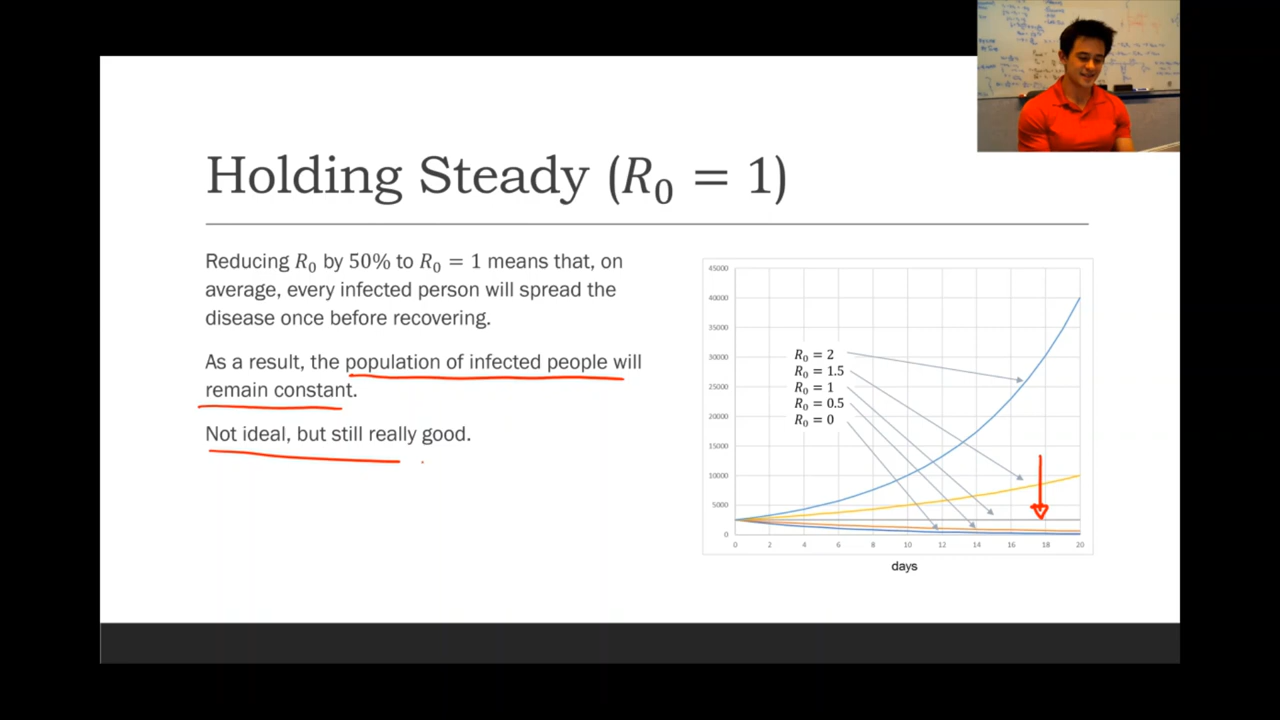 Holding Steady (R₀ = 1)
Reducing R₀ by 50% to R₀ = 1 means that, on
average, every infected person will spread the
disease once before recovering.
As a result, the population of infected people will
remain constant.
Not ideal, but still really good.
45000
40000
35000
30000
25000
20000
15000
10000
5000
0
R₀ = 2
R₀ = 1.5
R₀ = 1
R₀ = 0.5
R₀ = 0
0 2 4 6 8 10 12 14 16 18 20
days